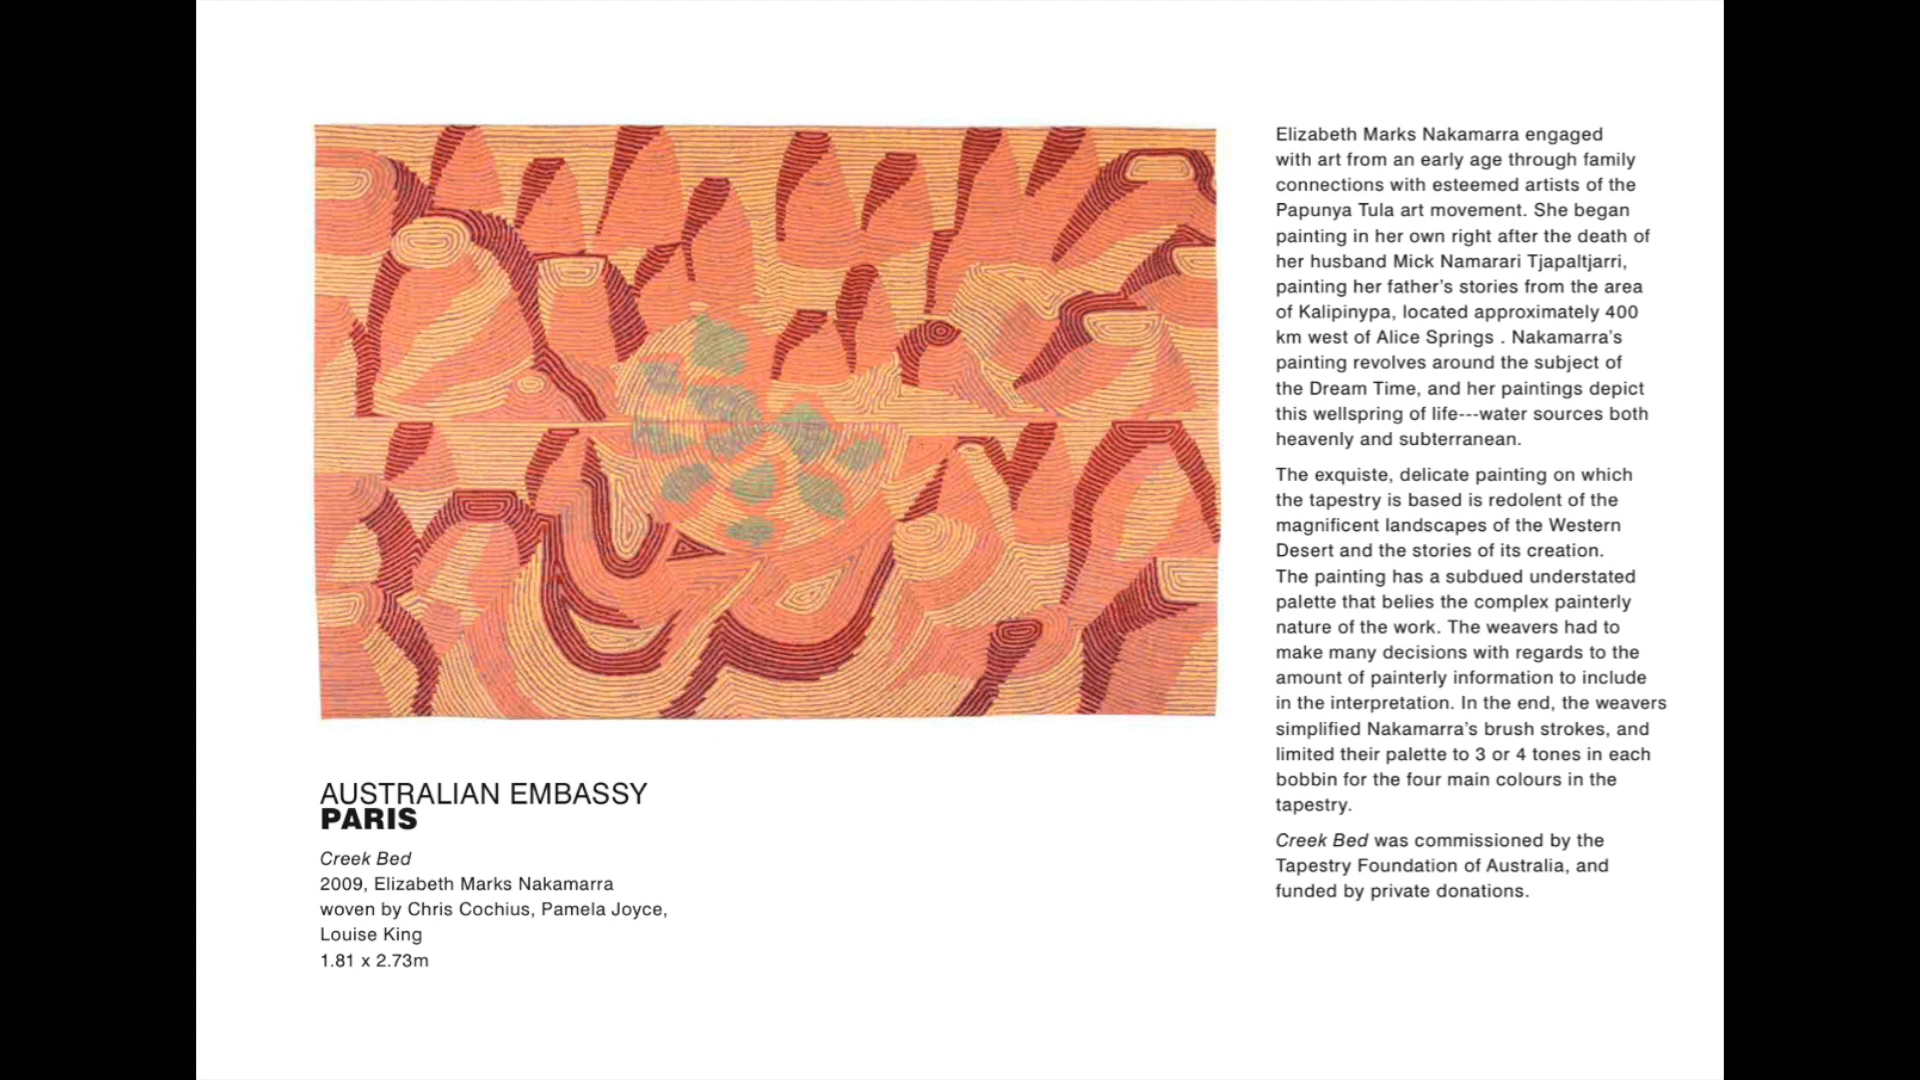 AUSTRALIAN EMBASSY
PARIS
Creek Bed
2009, Elizabeth Marks Nakamarra
woven by Chris Cochius, Pamela Joyce,
Louise King
1.81 x 2.73m
Elizabeth Marks Nakamarra engaged
with art from an early age through family
connections with esteemed artists of the
Papunya Tula art movement. She began
painting in her own right after the death of
her husband Mick Namarari Tjapaltjarri,
painting her father’s stories from the area
of Kalipinypa, located approximately 400
km west of Alice Springs . Nakamarra’s
painting revolves around the subject of
the Dream Time, and her paintings depict
this wellspring of life---water sources both
heavenly and subterranean.
The exquiste, delicate painting on which
the tapestry is based is redolent of the
magnificent landscapes of the Western
Desert and the stories of its creation.
The painting has a subdued understated
palette that belies the complex painterly
nature of the work. The weavers had to
make many decisions with regards to the
amount of painterly information to include
in the interpretation. In the end, the weavers
simplified Nakamarra’s brush strokes, and
limited their palette to 3 or 4 tones in each
bobbin for the four main colours in the
tapestry.
Creek Bed was commissioned by the
Tapestry Foundation of Australia, and
funded by private donations.